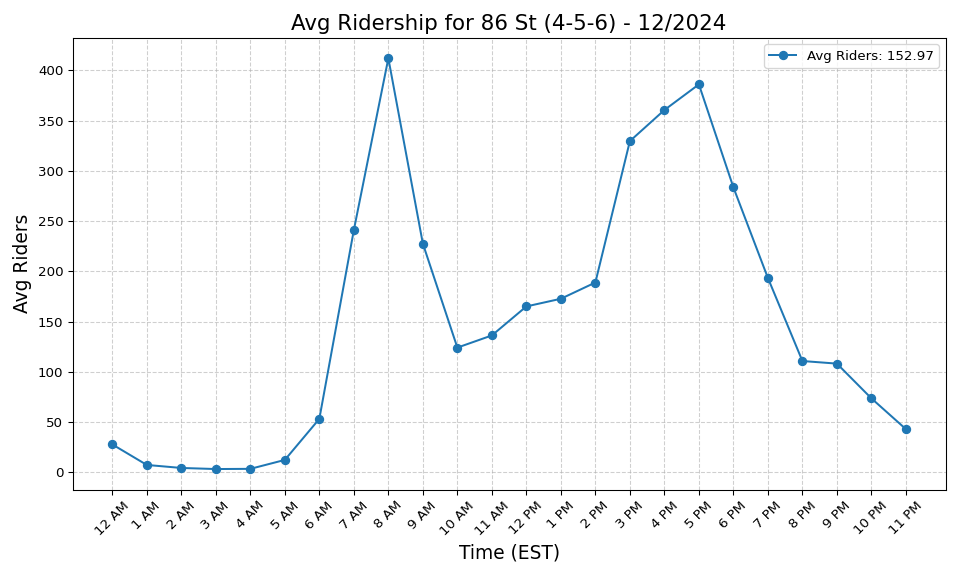 Avg Ridership for 86 St (4-5-6) - 12/2024
Avg Riders: 152.97
Avg Riders
400
350
300
250
200
150
100
50
0
12 AM
1 AM
2 AM
3 AM
4 AM
5 AM
6 AM
7 AM
8 AM
9 AM
10 AM
11 AM
12 PM
1 PM
2 PM
3 PM
4 PM
5 PM
6 PM
7 PM
8 PM
9 PM
10 PM
11 PM
Time (EST)